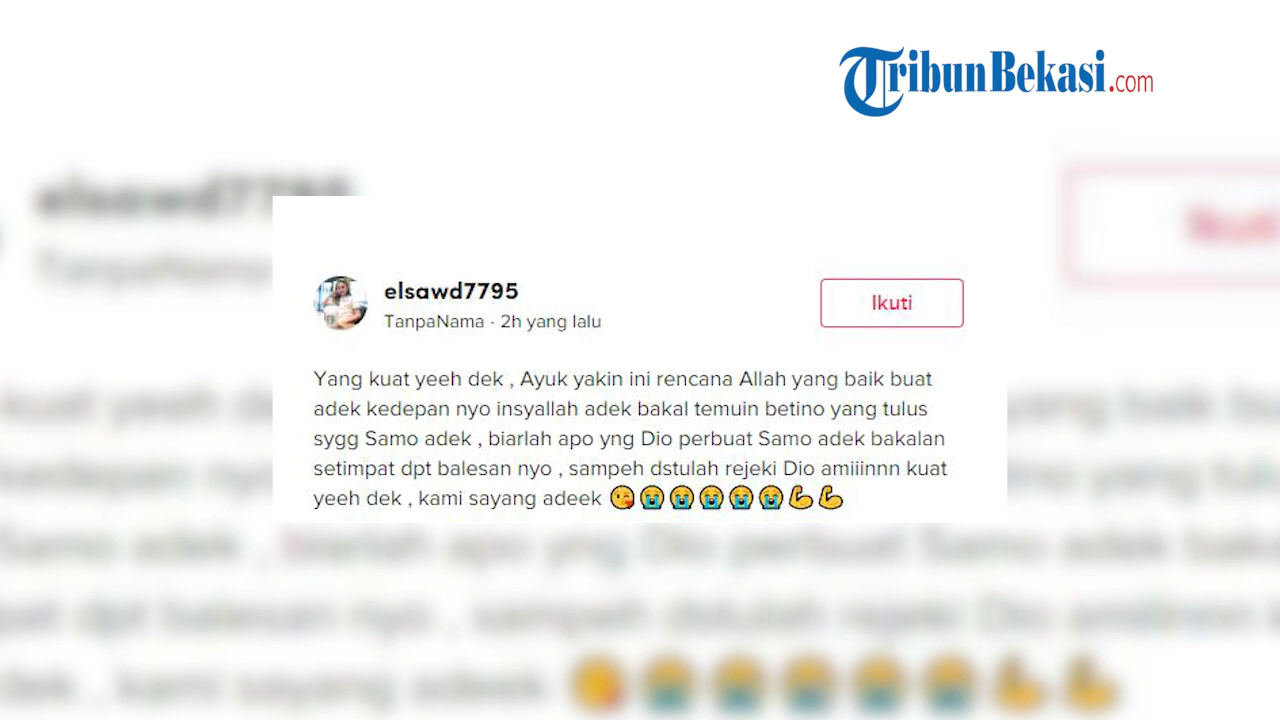 TribunBekasi.com
elsawd7795
TanpaNama · 2h yang lalu
Ikuti
Yang kuat yeeh dek , Ayuk yakin ini rencana Allah yang baik buat
adek kedepan nyo insyallah adek bakal temuin betino yang tulus
sygg Samo adek , biarlah apo yng Dio perbuat Samo adek bakalan
setimpat dpt balesan nyo , sampeh dstulah rejeki Dio amiiinnn kuat
yeeh dek , kami sayang adeek 😘😭😭😭😭😭💪💪